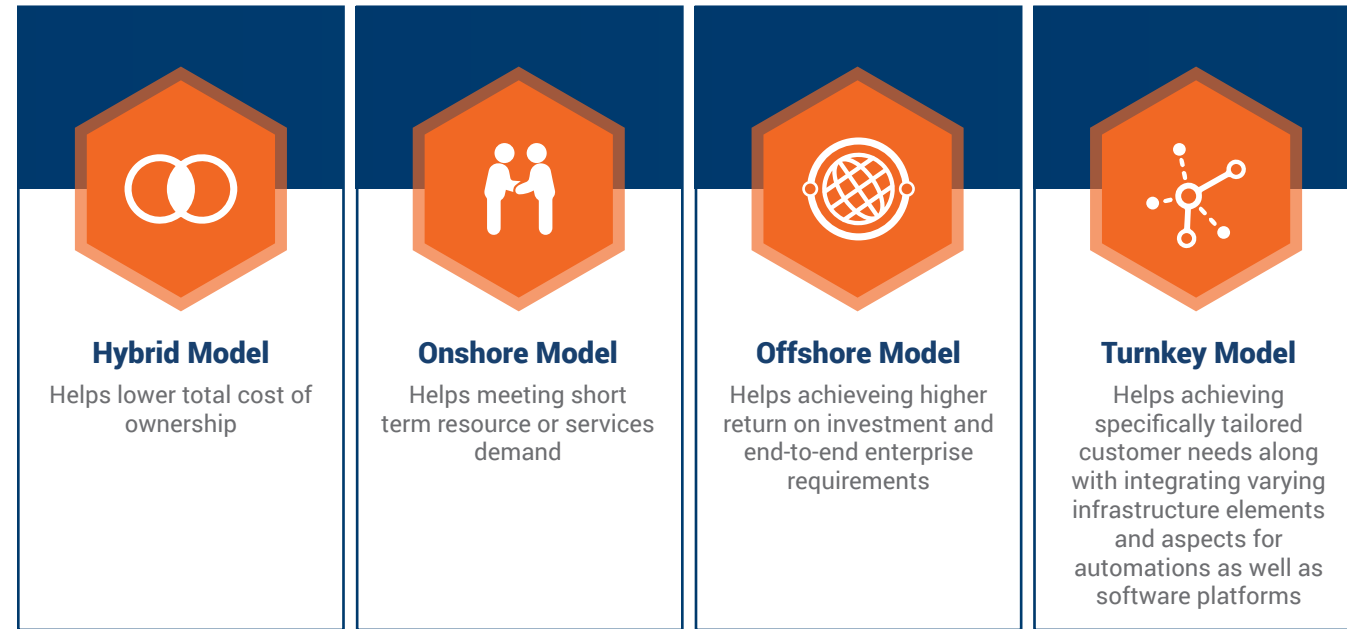 Hybrid Model
Helps lower total cost of
ownership
Onshore Model
Helps meeting short
term resource or services
demand
Offshore Model
Helps achieveing higher
return on investment and
end-to-end enterprise
requirements
Turnkey Model
Helps achieving
specifically tailored
customer needs along
with integrating varying
infrastructure elements
and aspects for
automations as well as
software platforms